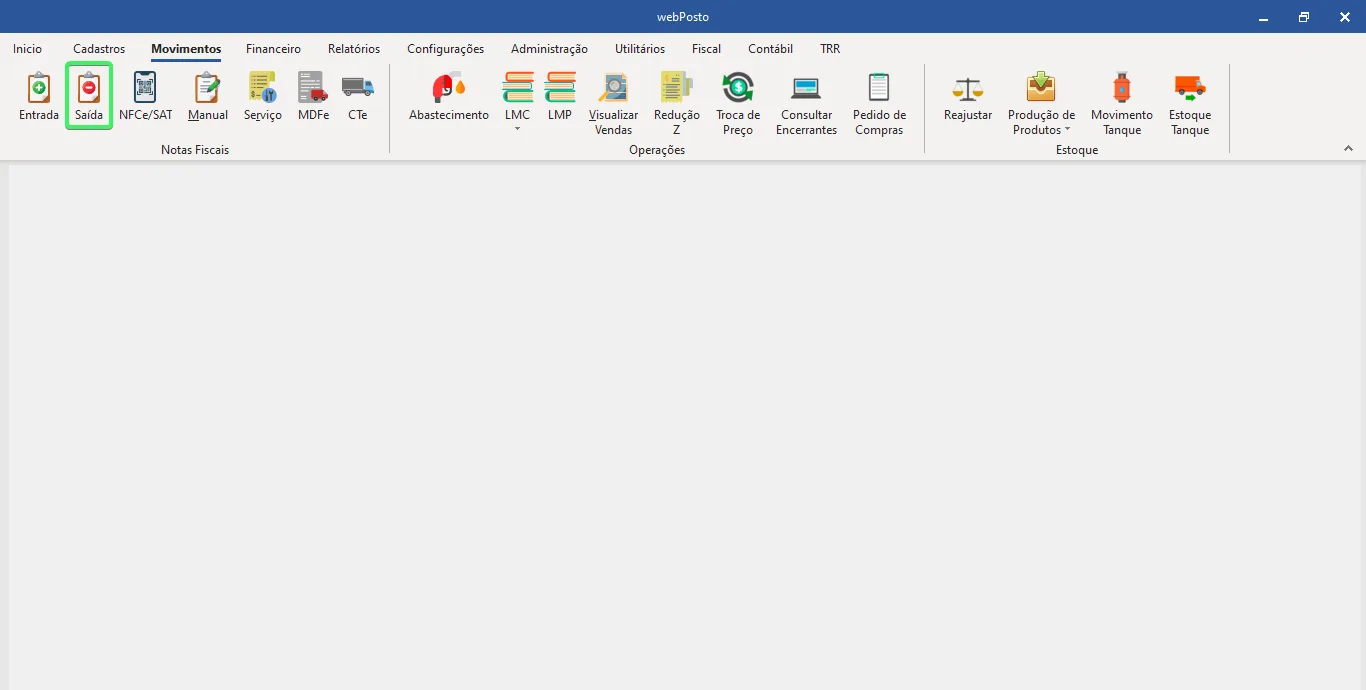 webPosto
Inicio Cadastros Movimentos Financeiro Relatórios Configurações Administração Utilitários Fiscal Contábil TRR
Entrada Saída NFCe/SAT Manual Serviço MDFe CTe Abastecimento LMC LMP Visualizar Vendas Redução Z Troca de Preço Consultar Encerrantes Pedido de Compras Reajustar Produção de Produtos Movimento Tanque Estoque Tanque
Notas Fiscais Operações Estoque